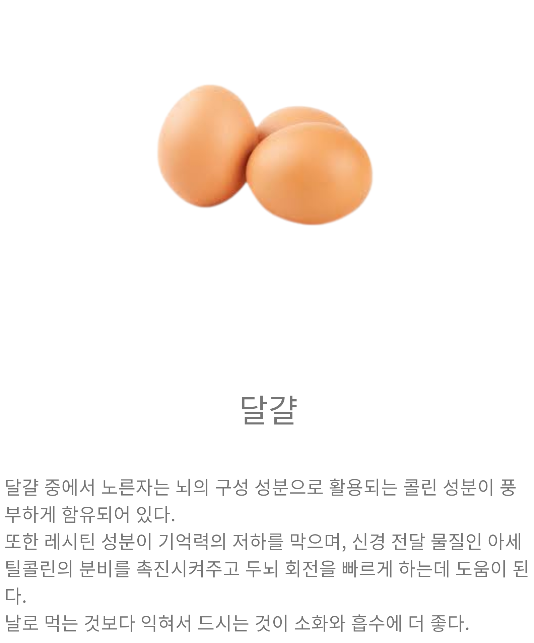 달걀
달걀 중에서 노른자는 뇌의 구성 성분으로 활용되는 콜린 성분이 풍
부하게 함유되어 있다.
또한 레시틴 성분이 기억력의 저하를 막으며, 신경 전달 물질인 아세
틸콜린의 분비를 촉진시켜주고 두뇌 회전을 빠르게 하는데 도움이 된
다.
날로 먹는 것보다 익혀서 드시는 것이 소화와 흡수에 더 좋다.